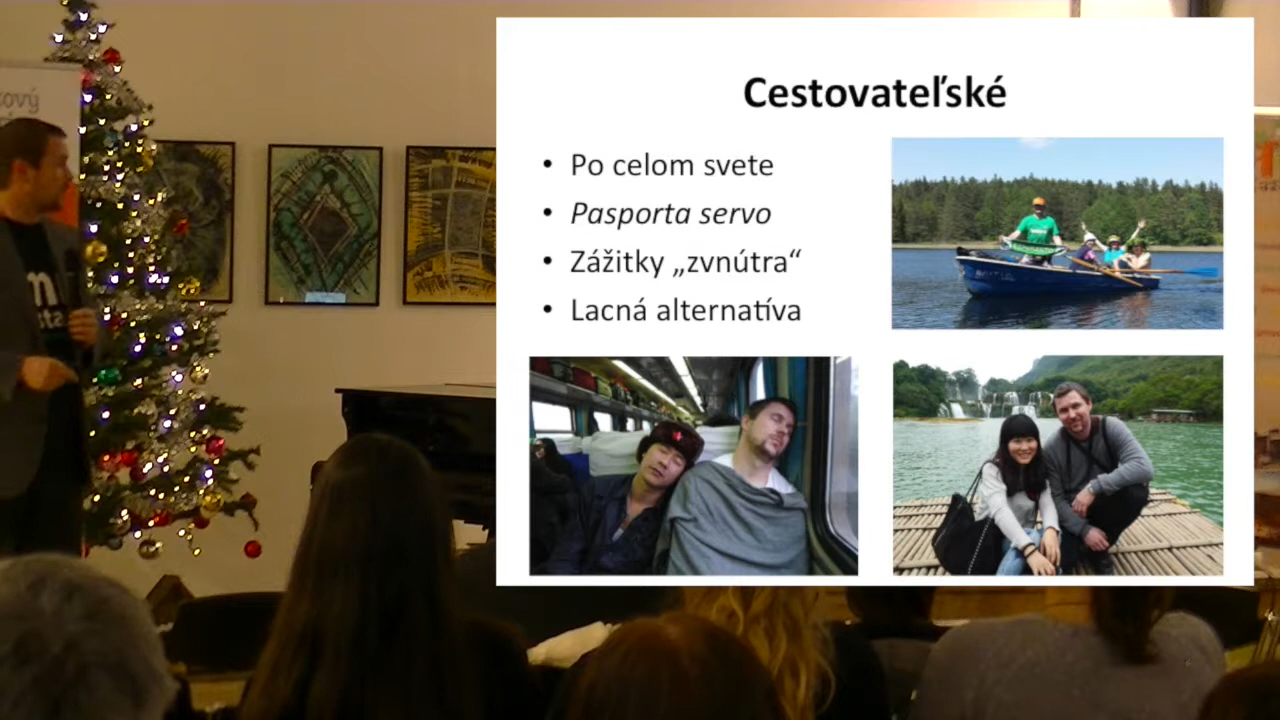 Cestovateľské
• Po celom svete
• Pasporta servo
• Zážitky „zvnútra“
• Lacná alternatíva